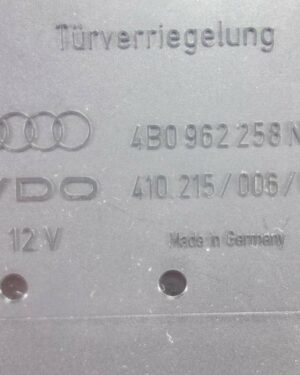 Türverriegelung
4B0 962 258 N
VDO 410.215/006/
12 V Made in Germany